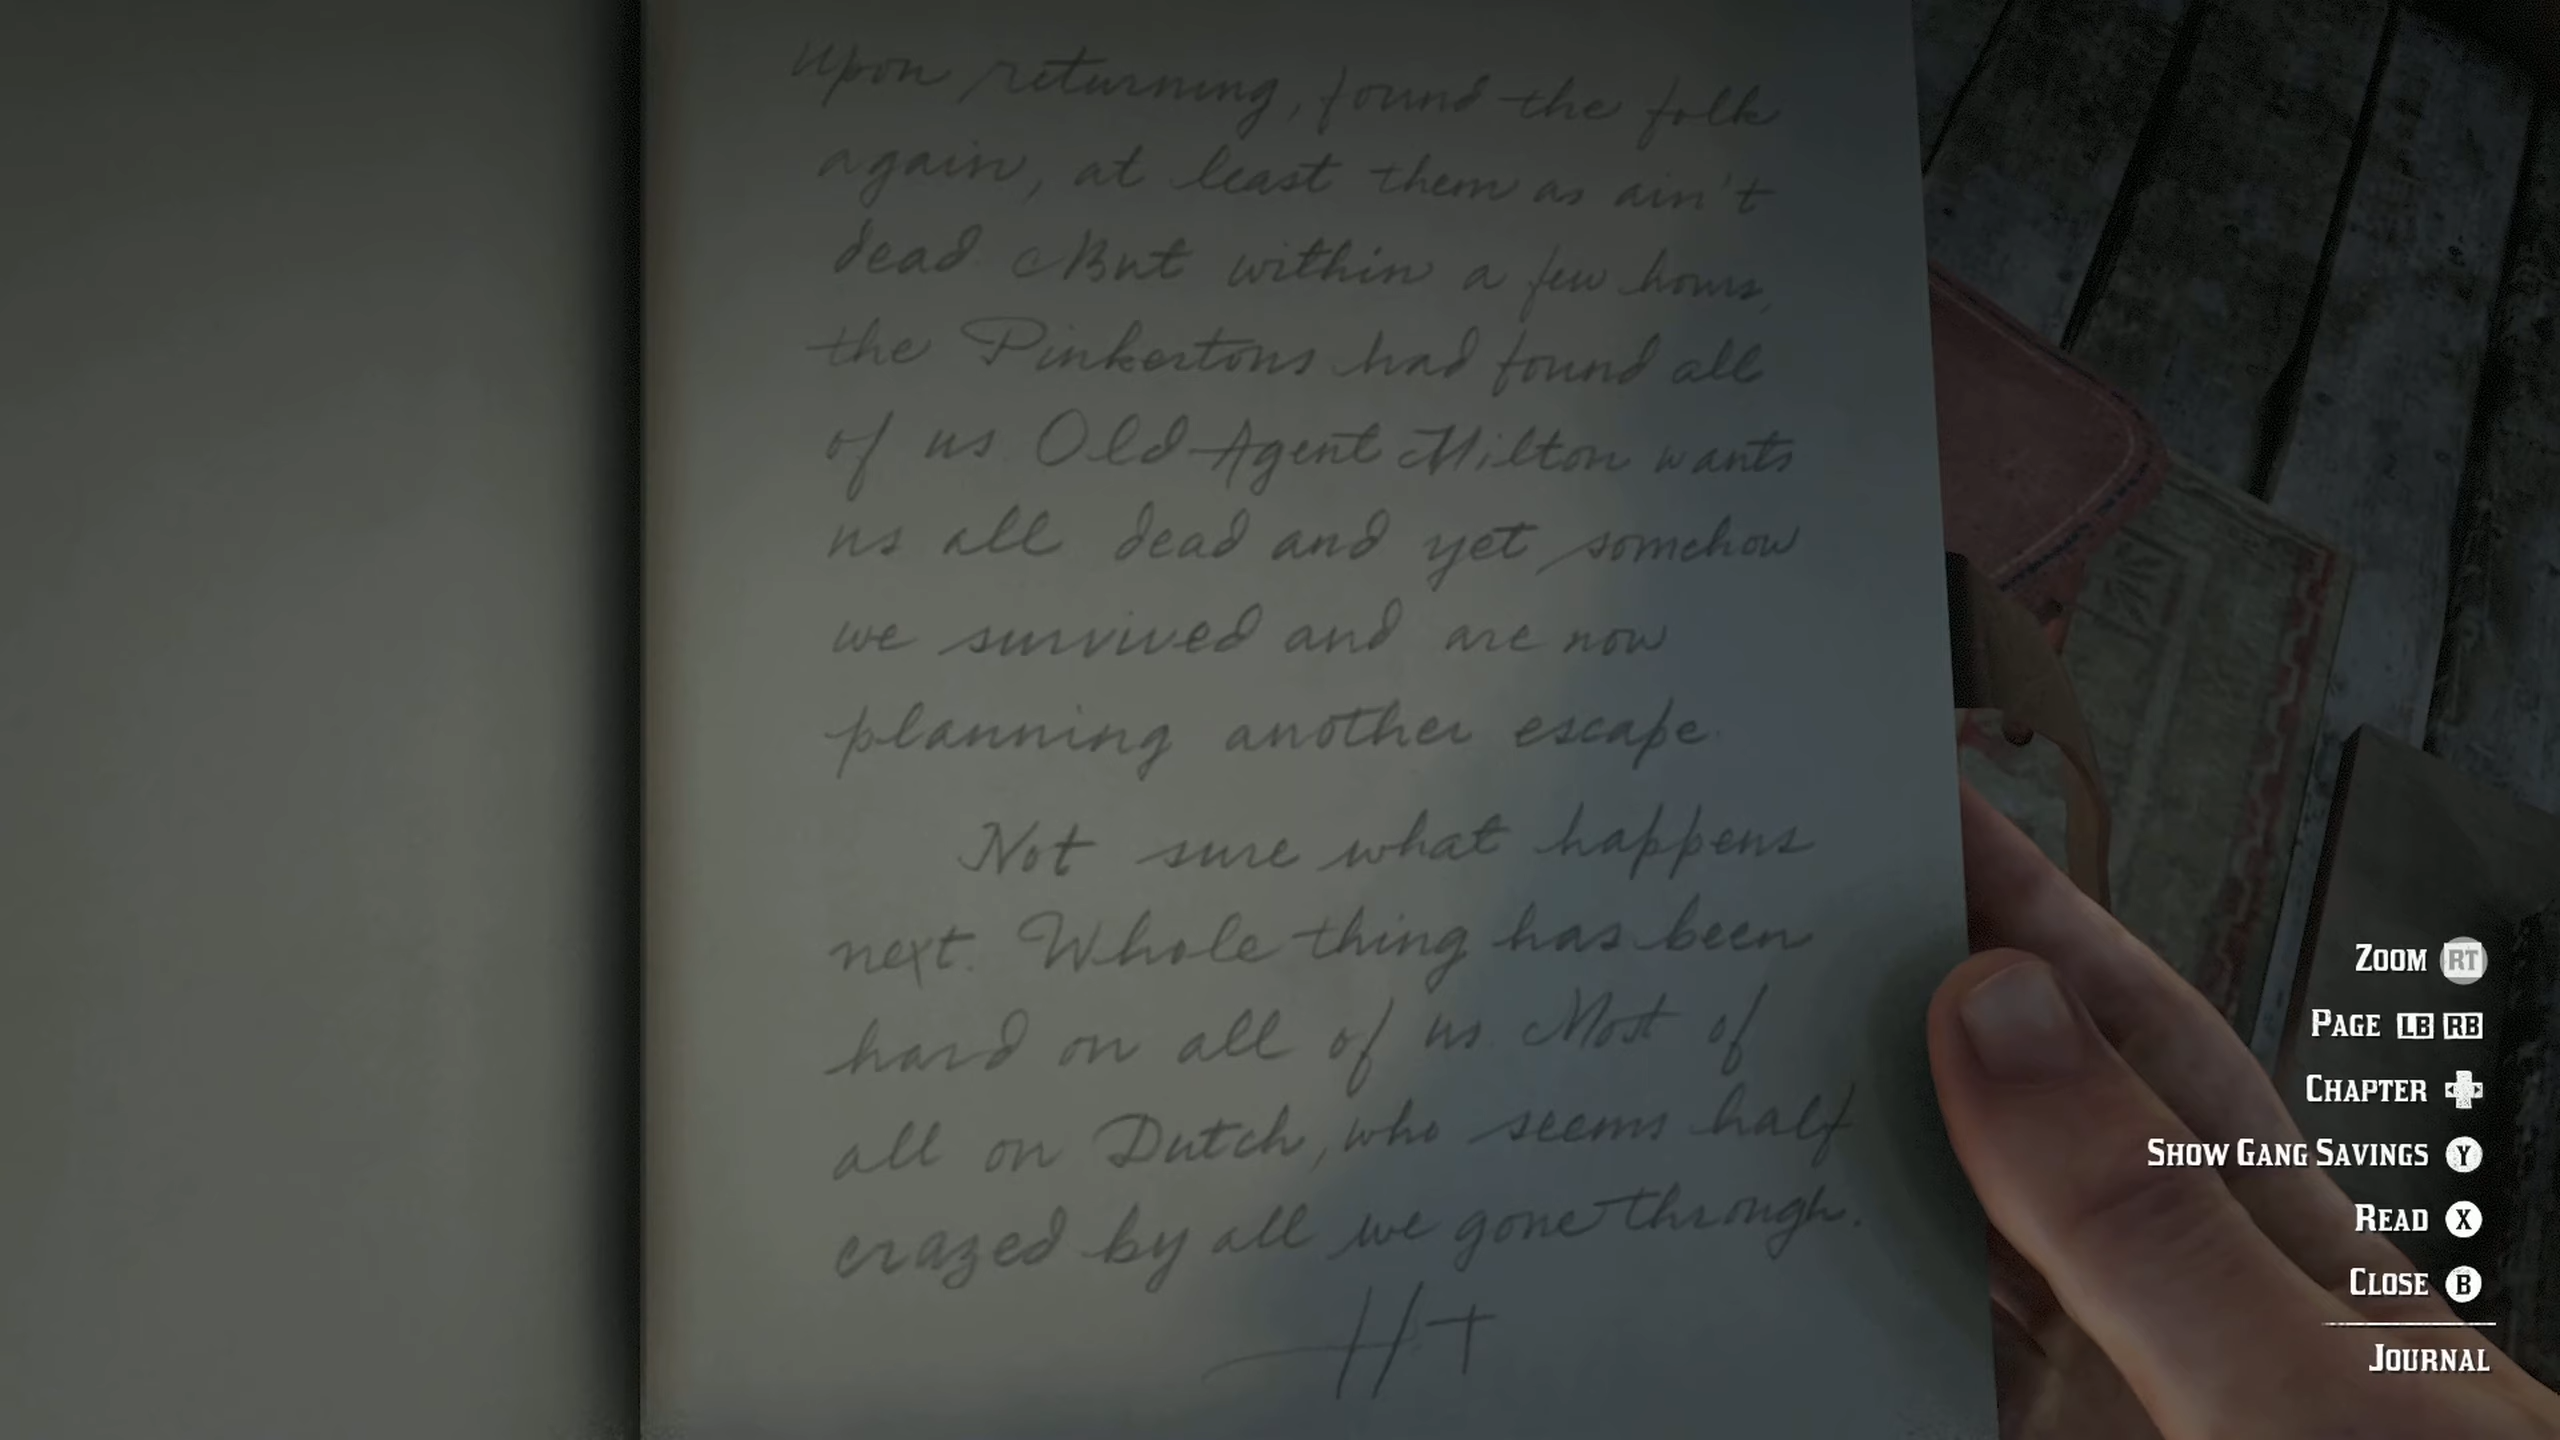 Upon returning, found the folk
again, at least them as ain't
dead But within a few hours,
the Pinkertons had found all
of us Old Agent Milton wants
us all dead and yet somehow
we survived and are now
planning another escape.
Not sure what happens
next. Whole thing has been
hard on all of us. Most of
all on Dutch, who seems half
crazed by all we gone through.
ZOOM RT
PAGE LB RB
CHAPTER
SHOW GANG SAVINGS Y
READ X
CLOSE B
JOURNAL